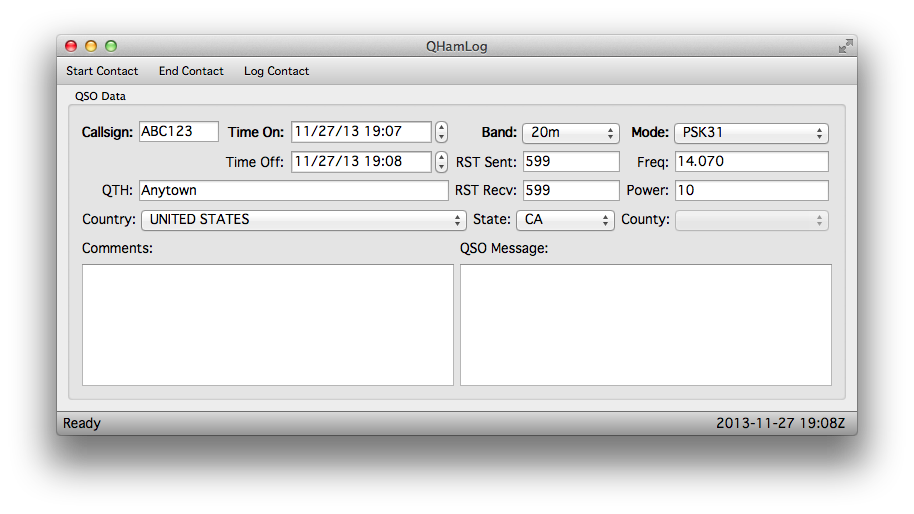 QHamLog
Start Contact End Contact Log Contact
QSO Data
Callsign: ABC123 Time On: 11/27/13 19:07 Band: 20m Mode: PSK31
Time Off: 11/27/13 19:08 RST Sent: 599 Freq: 14.070
QTH: Anytown RST Recv: 599 Power: 10
Country: UNITED STATES State: CA County:
Comments: QSO Message:
Ready 2013-11-27 19:08Z